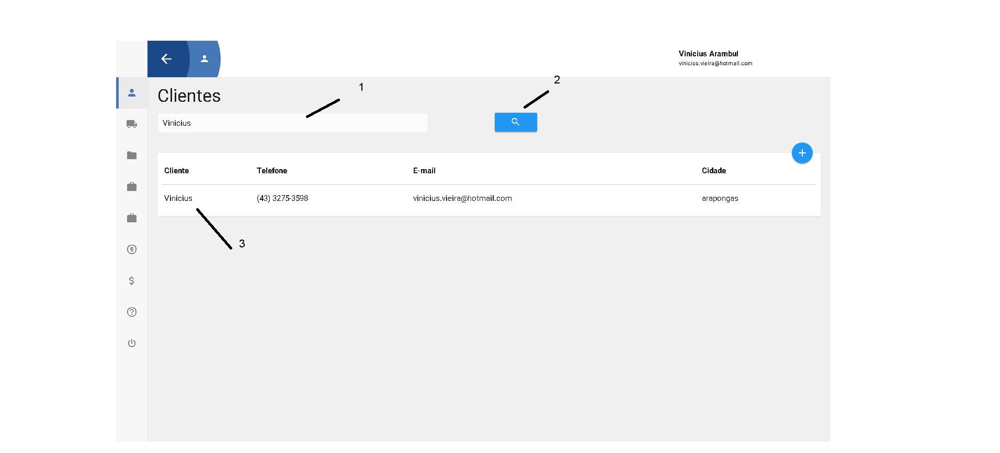 Vinicius Arambul
vinicius.vieira@hotmail.com
1
2
Clientes
Vinicius
Cliente Telefone E-mail Cidade
Vinicius (43) 3275-3598 vinicius.vieira@hotmail.com arapongas
3